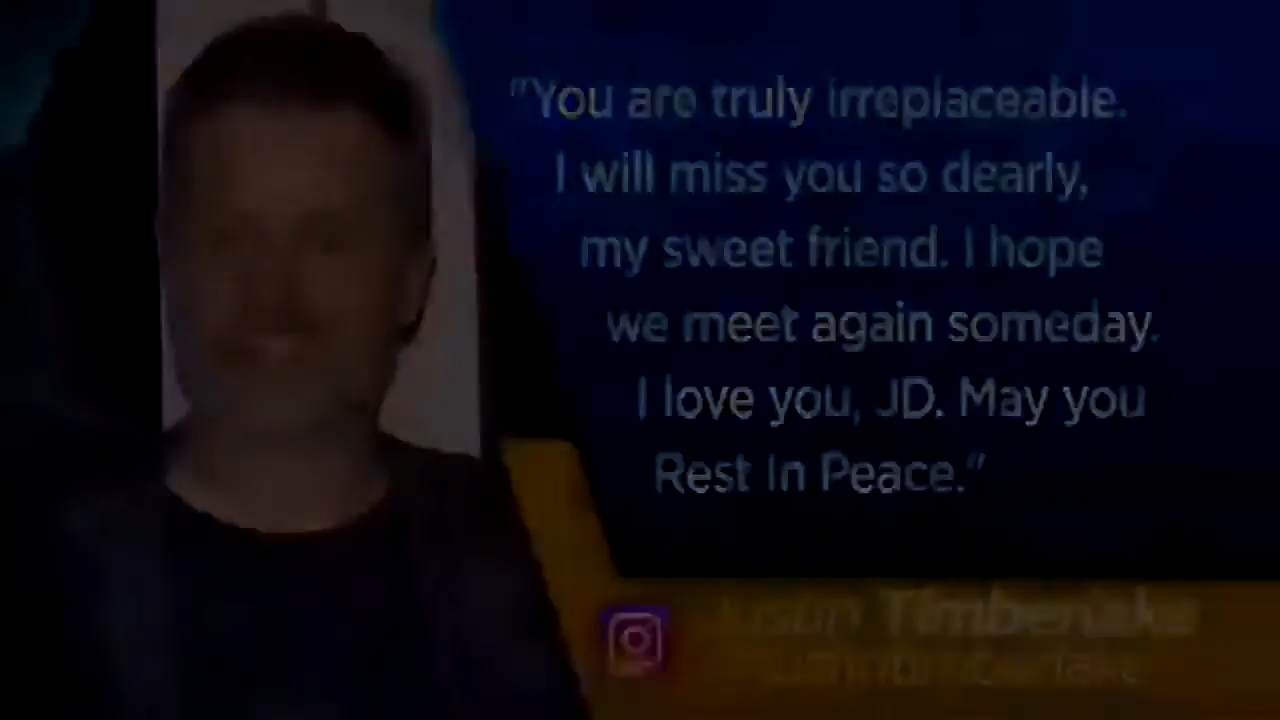 "You are truly irreplaceable.
I will miss you so dearly,
my sweet friend. I hope
we meet again someday.
I love you, JD. May you
Rest In Peace."
Justin Timberlake